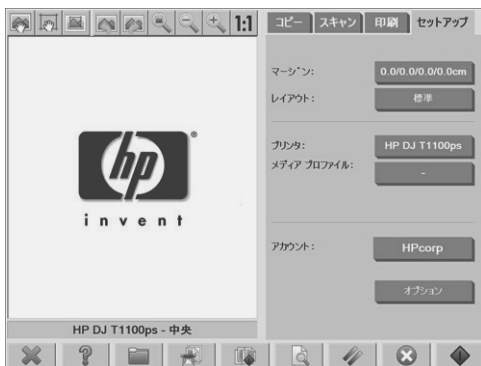 1:1
コピー スキャン 印刷 セットアップ
マージン: 0.0/0.0/0.0/0.0cm
レイアウト: 標準
プリンタ: HP DJ T1100ps
メディア プロファイル: -
アカウント: HPcorp
オプション
hp
invent
HP DJ T1100ps - 中央